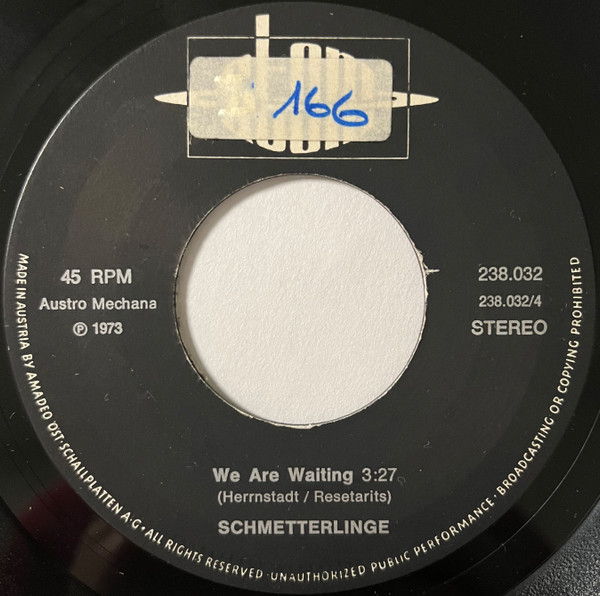 166
45 RPM
Austro Mechana
℗ 1973
238.032
238.032/4
STEREO
We Are Waiting 3:27
(Herrnstadt / Resetarits)
SCHMETTERLINGE
MADE IN AUSTRIA BY AMADEO ÖST. SCHALLPLATTEN A.G. • ALL RIGHTS RESERVED · UNAUTHORIZED PUBLIC PERFORMANCE · BROADCASTING OR COPYING PROHIBITED